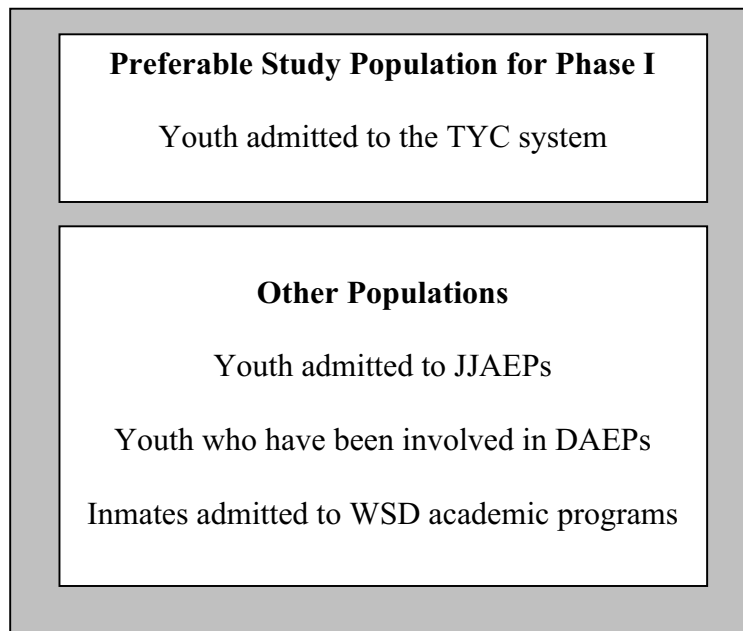 Preferable Study Population for Phase I
Youth admitted to the TYC system
Other Populations
Youth admitted to JJAEPs
Youth who have been involved in DAEPs
Inmates admitted to WSD academic programs